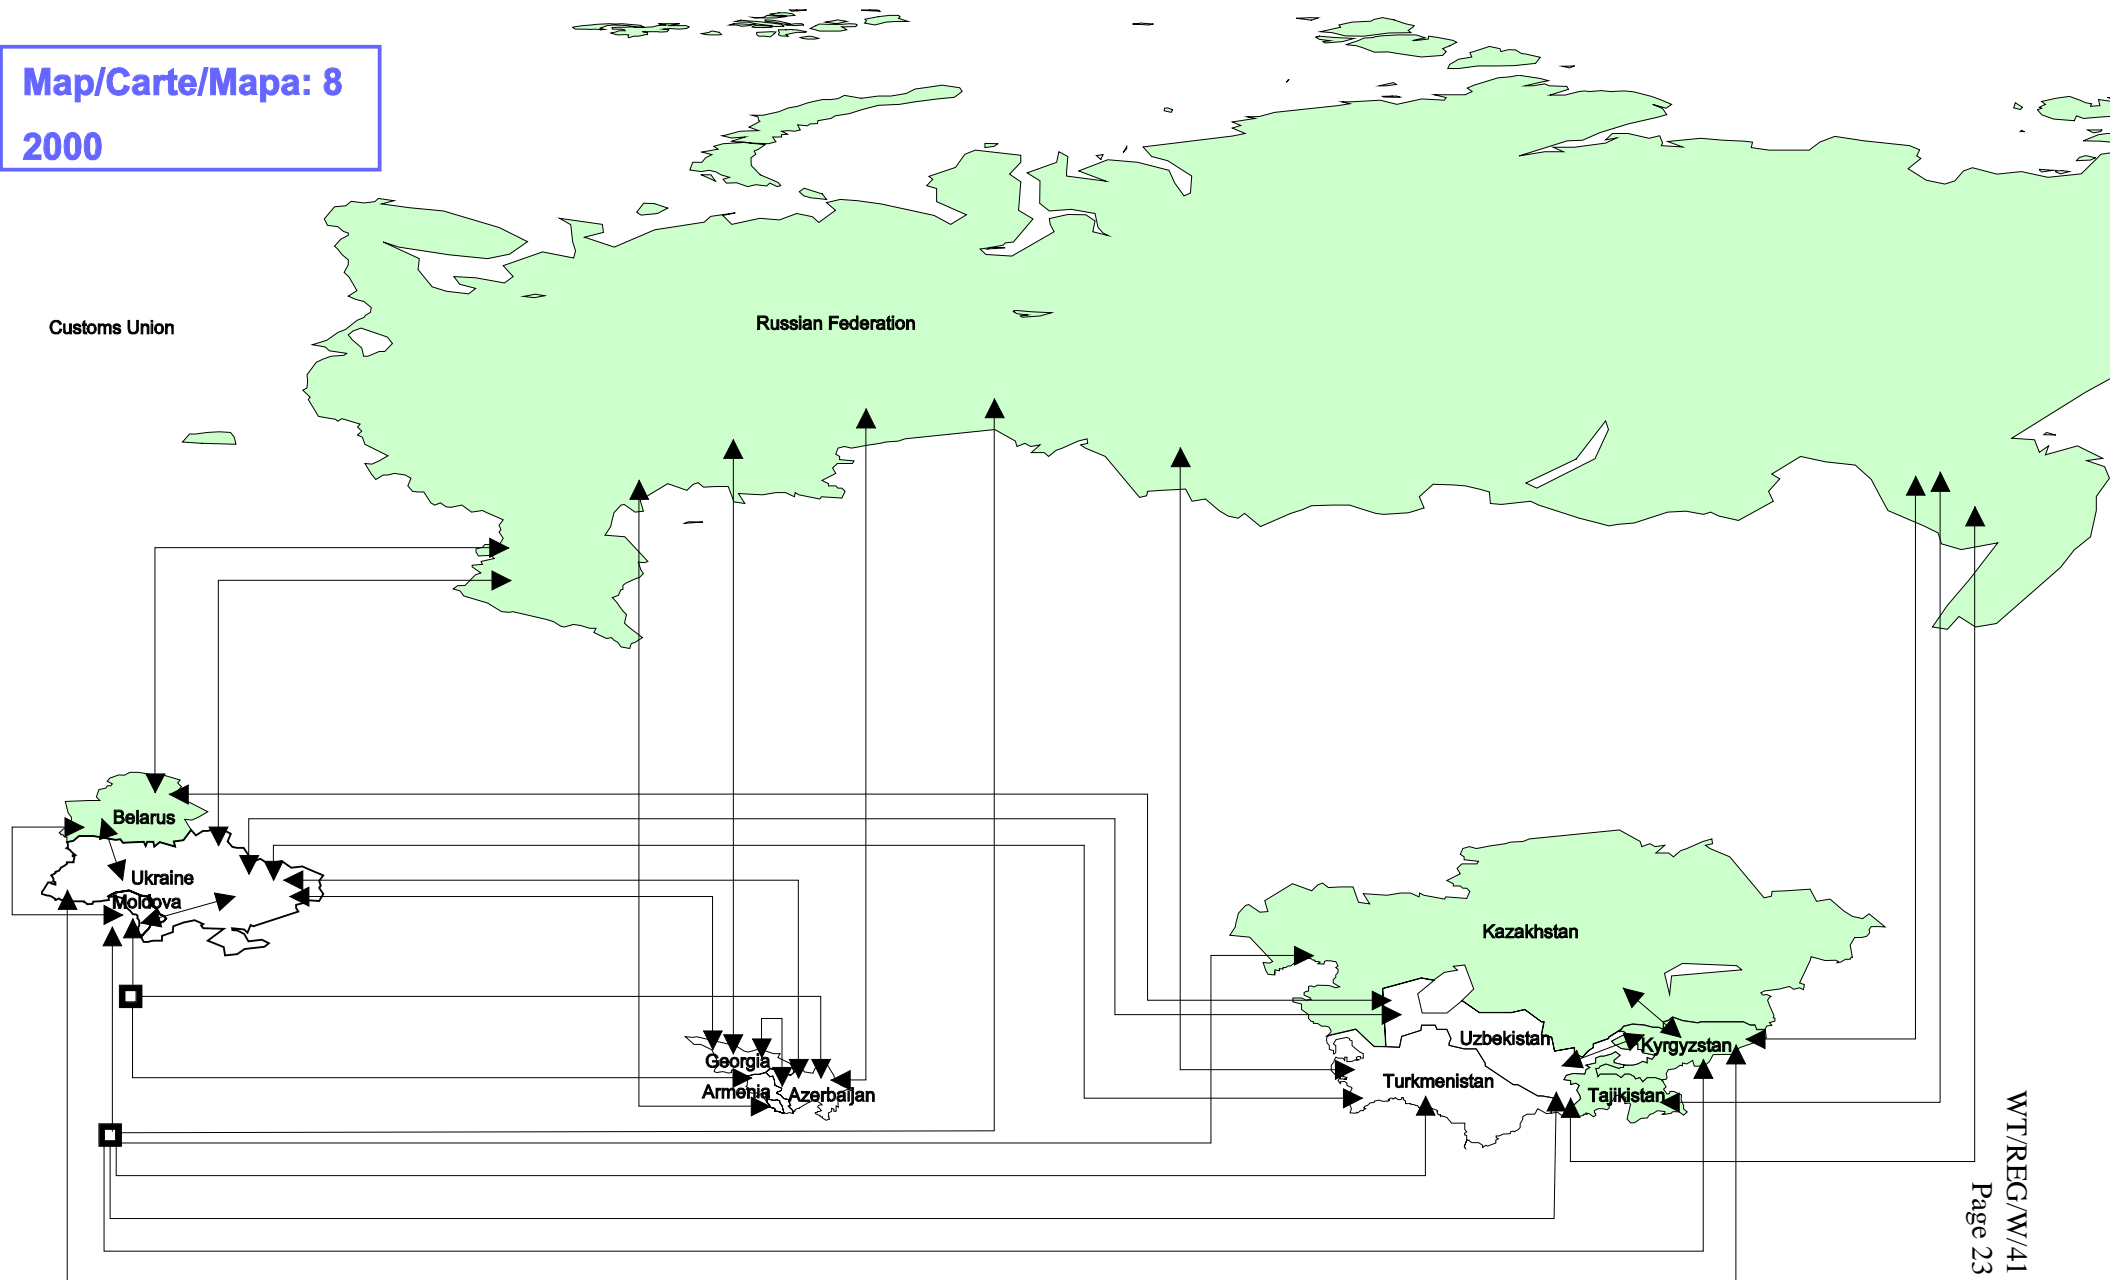 Map/Carte/Mapa: 8
2000
Customs Union
Russian Federation
Belarus
Ukraine
Moldova
Georgia
Armenia
Azerbaijan
Kazakhstan
Uzbekistan
Kyrgyzstan
Turkmenistan
Tajikistan
WT/REG/W/41
Page 23